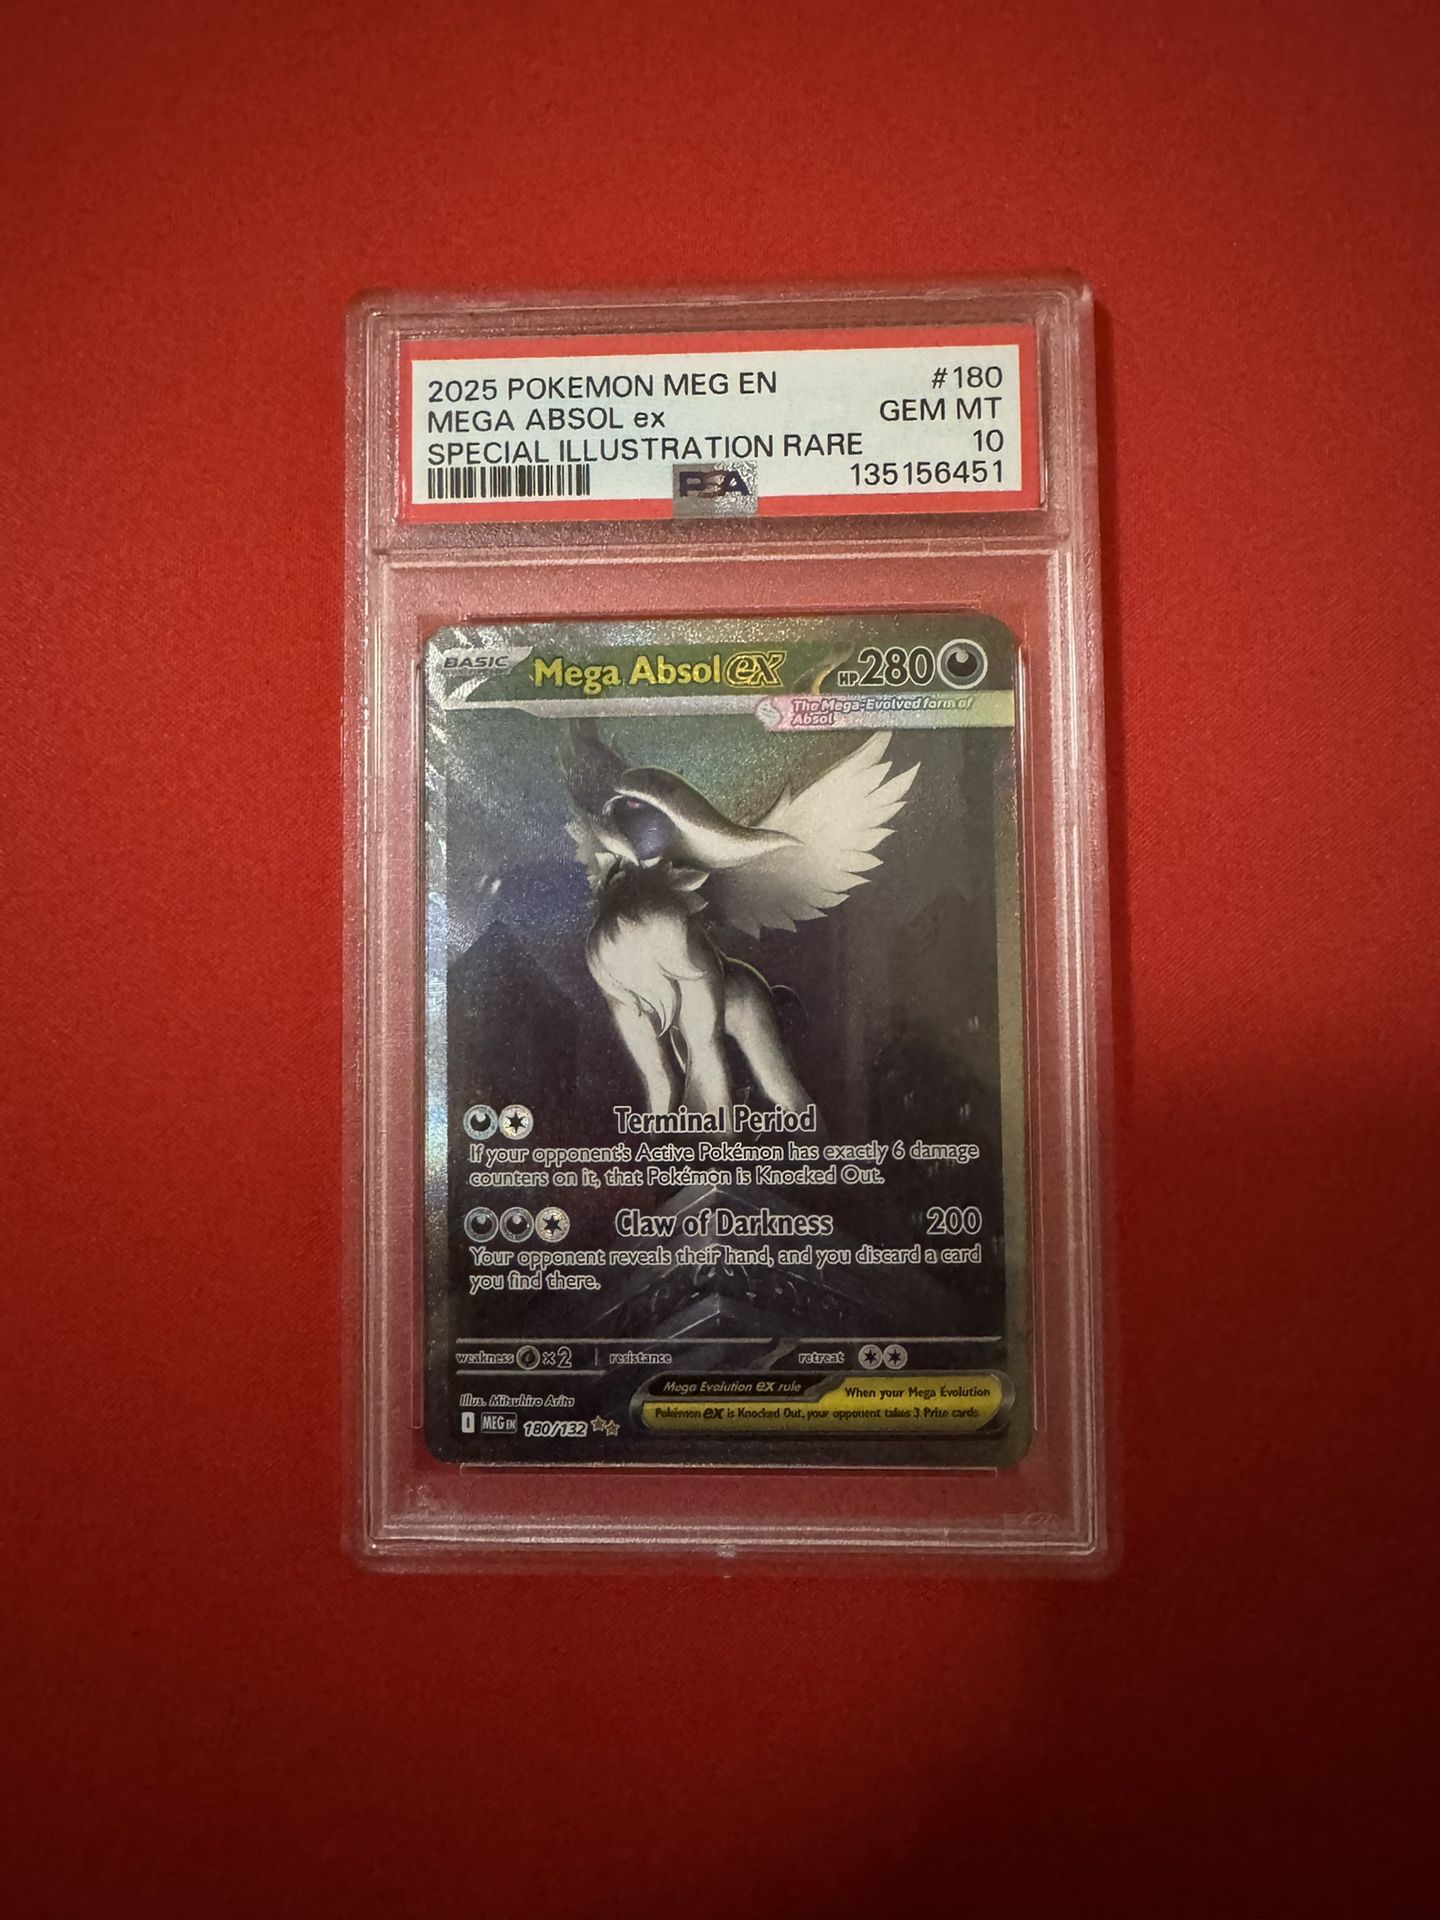 2025 POKEMON MEG EN #180
MEGA ABSOL ex GEM MT
SPECIAL ILLUSTRATION RARE 10
PSA 135156451
BASIC Mega Absol ex HP 280
The Mega-Evolved form of
Absol
Terminal Period
If your opponent's Active Pokémon has exactly 6 damage
counters on it, that Pokémon is Knocked Out.
Claw of Darkness 200
Your opponent reveals their hand, and you discard a card
you find there.
weakness ×2 resistance retreat
Illus. Mitsuhiro Arita
Mega Evolution ex rule When your Mega Evolution
Pokémon ex is Knocked Out, your opponent takes 3 Prize cards.
I MEG EN 180/132